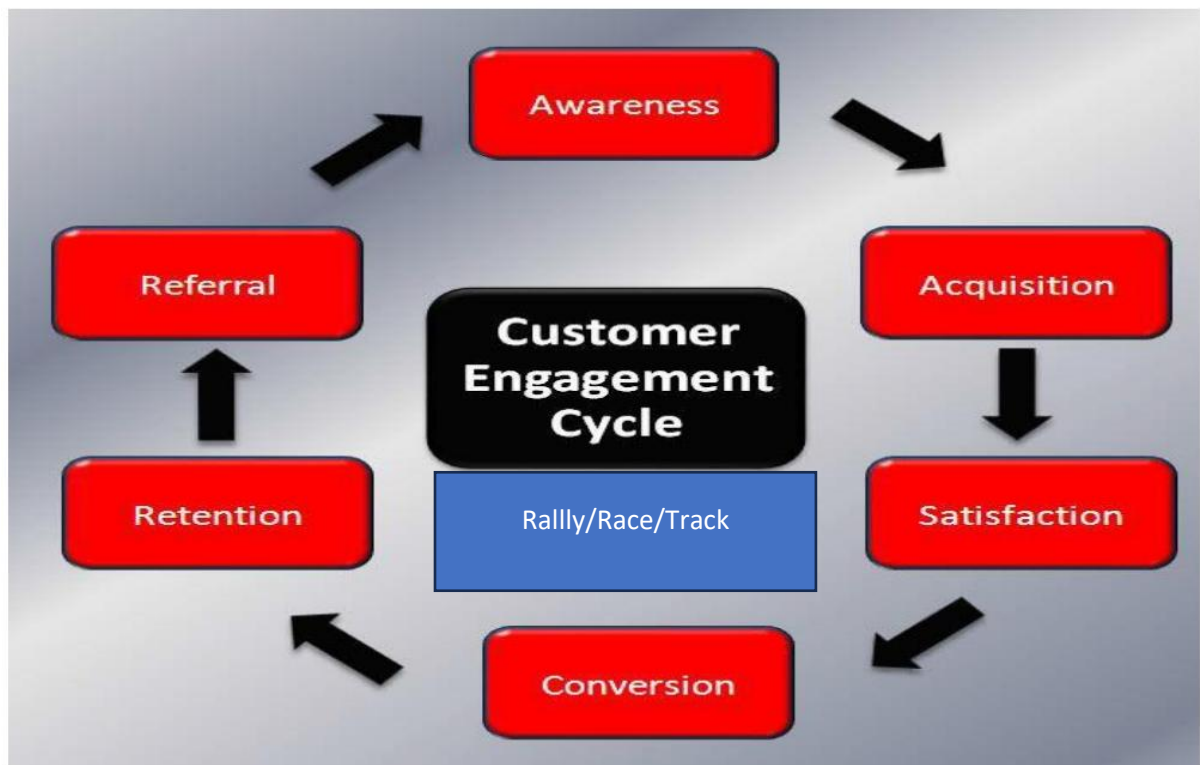 Awareness
Referral
Acquisition
Customer
Engagement
Cycle
Retention
Rallly/Race/Track
Satisfaction
Conversion